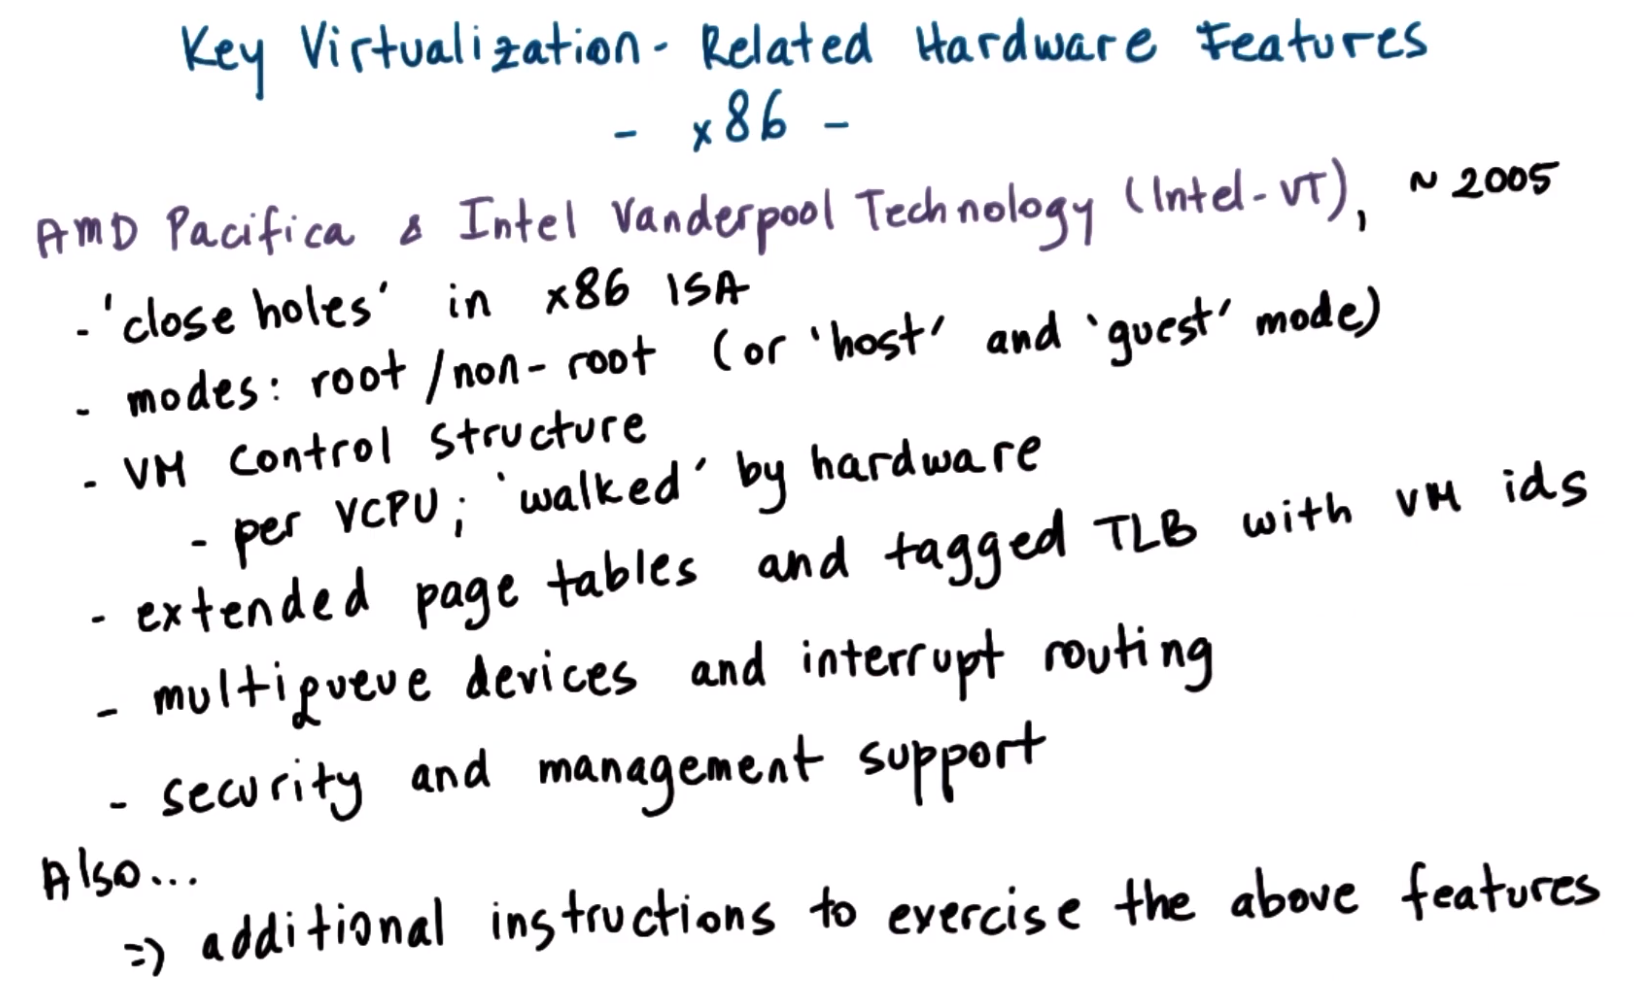 Key Virtualization-Related Hardware Features
- x86 -
AMD Pacifica & Intel Vanderpool Technology (Intel-VT), ~2005
- 'close holes' in x86 ISA
- modes: root/non-root (or 'host' and 'guest' mode)
- VM Control Structure
- per VCPU; 'walked' by hardware
- extended page tables and tagged TLB with VM ids
- multiqueue devices and interrupt routing
- security and management support
Also...
=> additional instructions to exercise the above features